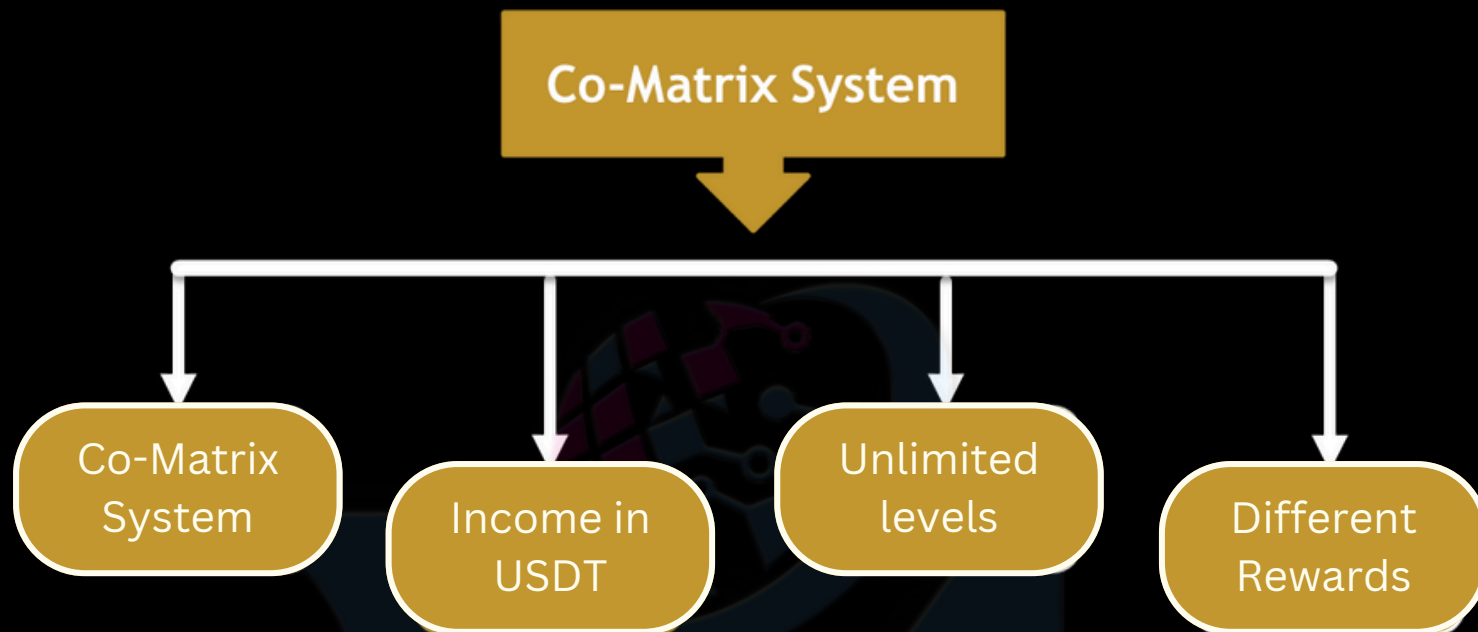 Co-Matrix System
Co-Matrix
System
Income in
USDT
Unlimited
levels
Different
Rewards